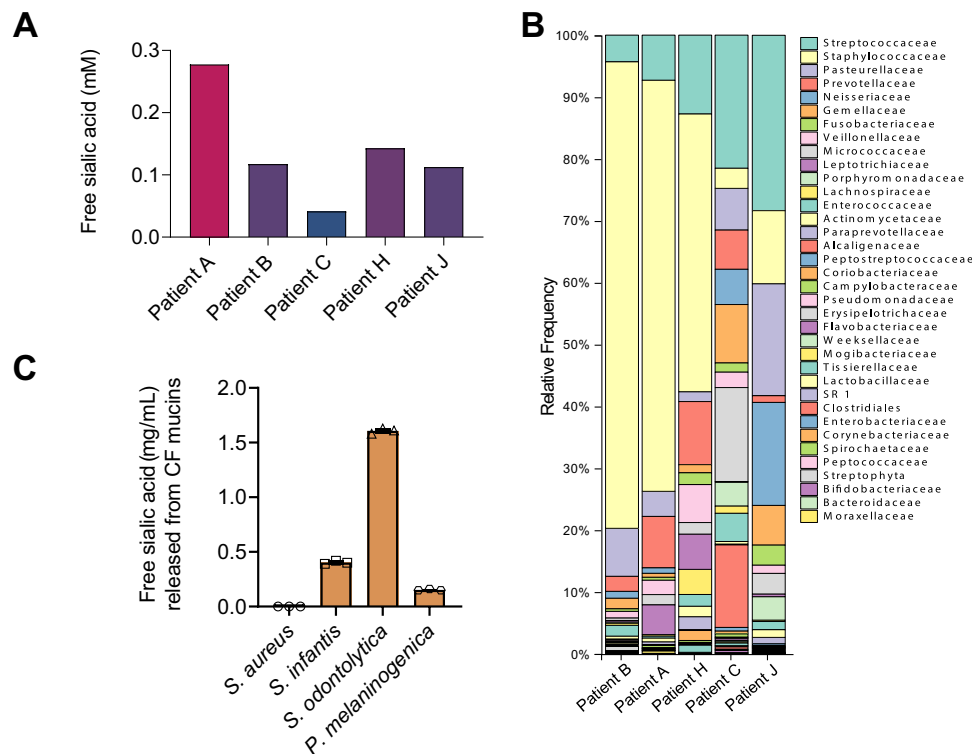 A
Free sialic acid (mM)
0.3
0.2
0.1
0.0
Patient A
Patient B
Patient C
Patient H
Patient J
B
Relative Frequency
100%
90%
80%
70%
60%
50%
40%
30%
20%
10%
0%
Patient B
Patient A
Patient H
Patient C
Patient J
Streptococcaceae
Staphylococcaceae
Pasteurellaceae
Prevotellaceae
Neisseriaceae
Gemellaceae
Fusobacteriaceae
Veillonellaceae
Micrococcaceae
Leptotrichiaceae
Porphyromonadaceae
Lachnospiraceae
Enterococcaceae
Actinomycetaceae
Paraprevotellaceae
Alcaligenaceae
Peptostreptococcaceae
Coriobacteriaceae
Campylobacteraceae
Pseudomonadaceae
Erysipelotrichaceae
Flavobacteriaceae
Weeksellaceae
Mogibacteriaceae
Tissierellaceae
Lactobacillaceae
SR 1
Clostridiales
Enterobacteriaceae
Corynebacteriaceae
Spirochaetaceae
Peptococcaceae
Streptophyta
Bifidobacteriaceae
Bacteroidaceae
Moraxellaceae
C
Free sialic acid (mg/mL)
released from CF mucins
2.0
1.5
1.0
0.5
0.0
S. aureus
S. infantis
S. odontolytica
P. melaninogenica